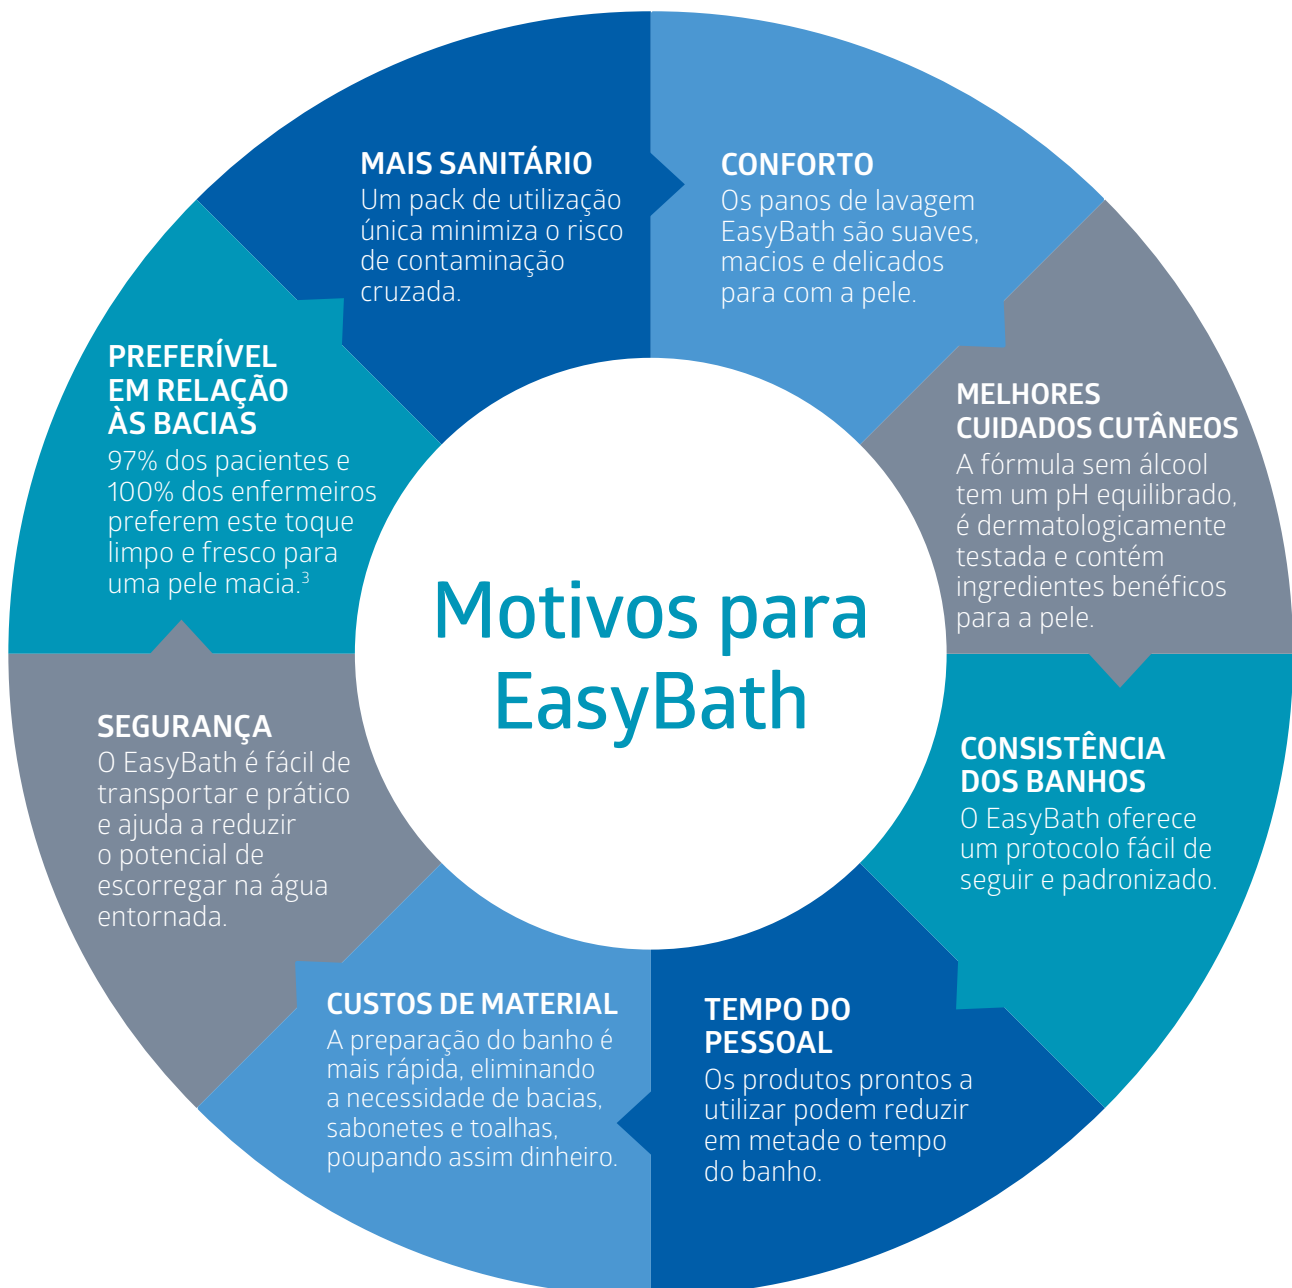 MAIS SANITÁRIO
Um pack de utilização
única minimiza o risco
de contaminação
cruzada.
CONFORTO
Os panos de lavagem
EasyBath são suaves,
macios e delicados
para com a pele.
MELHORES
CUIDADOS CUTÂNEOS
A fórmula sem álcool
tem um pH equilibrado,
é dermatologicamente
testada e contém
ingredientes benéficos
para a pele.
CONSISTÊNCIA
DOS BANHOS
O EasyBath oferece
um protocolo fácil de
seguir e padronizado.
TEMPO DO
PESSOAL
Os produtos prontos a
utilizar podem reduzir
em metade o tempo
do banho.
CUSTOS DE MATERIAL
A preparação do banho é
mais rápida, eliminando
a necessidade de bacias,
sabonetes e toalhas,
poupando assim dinheiro.
SEGURANÇA
O EasyBath é fácil de
transportar e prático
e ajuda a reduzir
o potencial de
escorregar na água
entornada.
PREFERÍVEL
EM RELAÇÃO
ÀS BACIAS
97% dos pacientes e
100% dos enfermeiros
preferem este toque
limpo e fresco para
uma pele macia.³
Motivos para
EasyBath